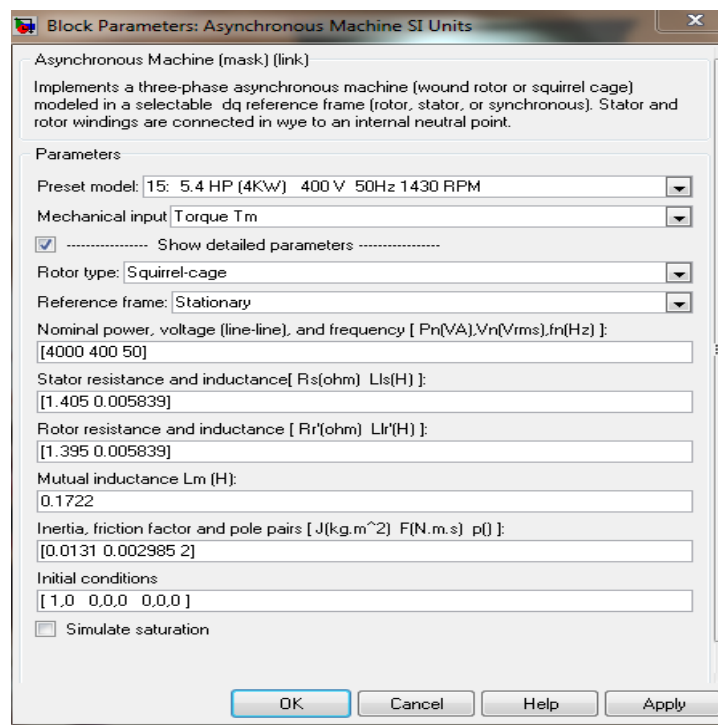 Block Parameters: Asynchronous Machine SI Units
Asynchronous Machine (mask) (link)
Implements a three-phase asynchronous machine (wound rotor or squirrel cage)
modeled in a selectable dq reference frame (rotor, stator, or synchronous). Stator and
rotor windings are connected in wye to an internal neutral point.
Parameters
Preset model: 15: 5.4 HP (4KW) 400 V 50Hz 1430 RPM
Mechanical input Torque Tm
---------------- Show detailed parameters ----------------
Rotor type: Squirrel-cage
Reference frame: Stationary
Nominal power, voltage (line-line), and frequency [ Pn(VA),Vn(Vrms),fn(Hz) ]:
[4000 400 50]
Stator resistance and inductance[ Rs(ohm) Lls(H) ]:
[1.405 0.005839]
Rotor resistance and inductance [ Rr'(ohm) Llr'(H) ]:
[1.395 0.005839]
Mutual inductance Lm (H):
0.1722
Inertia, friction factor and pole pairs [ J(kg.m^2) F(N.m.s) p() ]:
[0.0131 0.002985 2]
Initial conditions
[ 1,0 0,0,0 0,0,0 ]
Simulate saturation
OK Cancel Help Apply